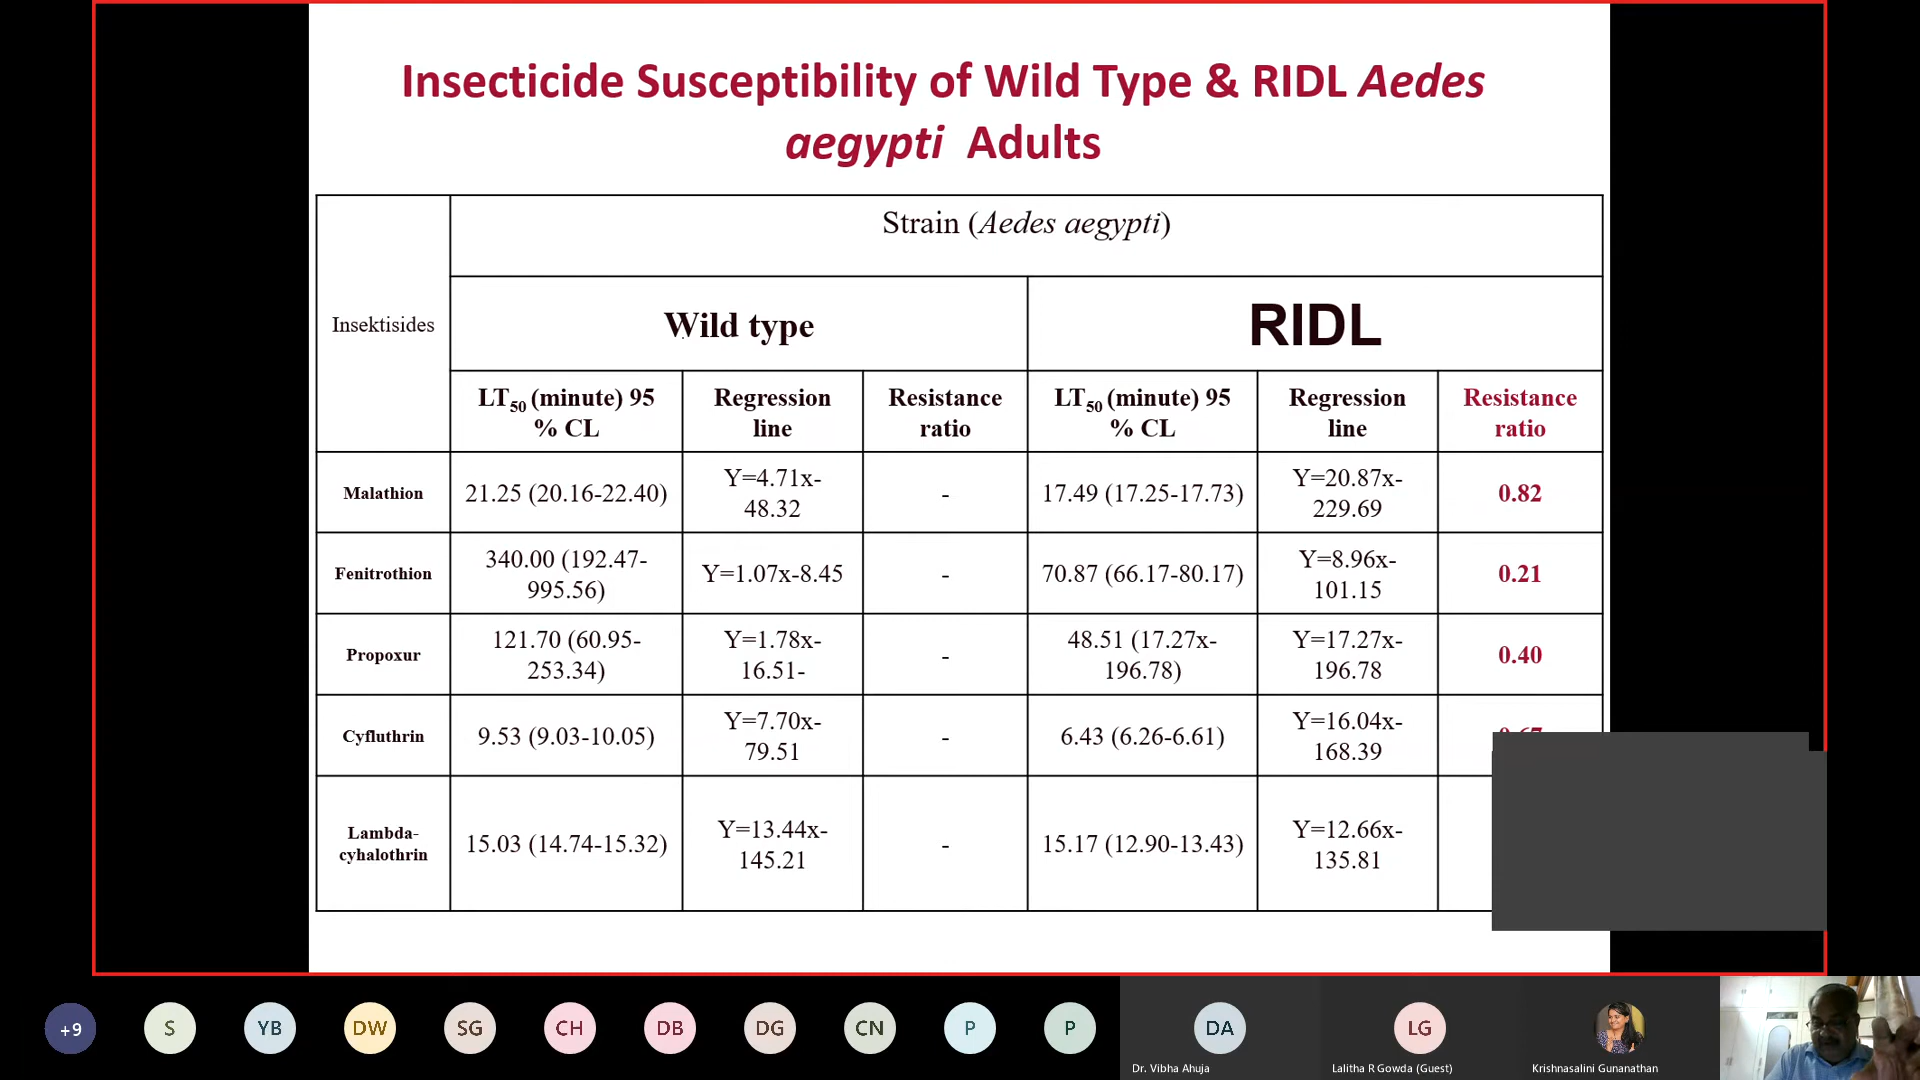 Insecticide Susceptibility of Wild Type & RIDL Aedes
aegypti Adults
Strain (Aedes aegypti)
Insektisides
Wild type
RIDL
LT50 (minute) 95
% CL
Regression
line
Resistance
ratio
LT50 (minute) 95
% CL
Regression
line
Resistance
ratio
Malathion
21.25 (20.16-22.40)
Y=4.71x-
48.32
-
17.49 (17.25-17.73)
Y=20.87x-
229.69
0.82
Fenitrothion
340.00 (192.47-
995.56)
Y=1.07x-8.45
-
70.87 (66.17-80.17)
Y=8.96x-
101.15
0.21
Propoxur
121.70 (60.95-
253.34)
Y=1.78x-
16.51-
-
48.51 (17.27x-
196.78)
Y=17.27x-
196.78
0.40
Cyfluthrin
9.53 (9.03-10.05)
Y=7.70x-
79.51
-
6.43 (6.26-6.61)
Y=16.04x-
168.39
Lambda-
cyhalothrin
15.03 (14.74-15.32)
Y=13.44x-
145.21
-
15.17 (12.90-13.43)
Y=12.66x-
135.81
+9
S
YB
DW
SG
CH
DB
DG
CN
P
P
DA
LG
Dr. Vibha Ahuja
Lalitha R Gowda (Guest)
Krishnasalini Gunanathan